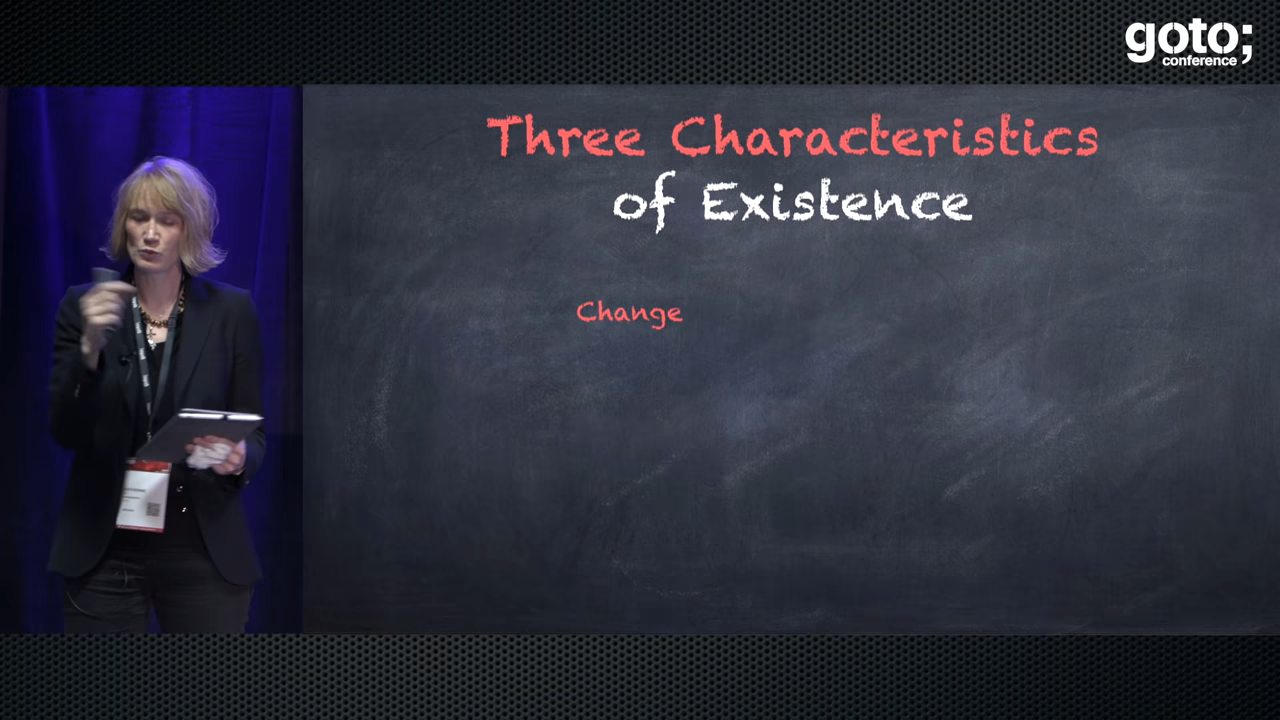 goto;
conference
Three Characteristics
of Existence
Change